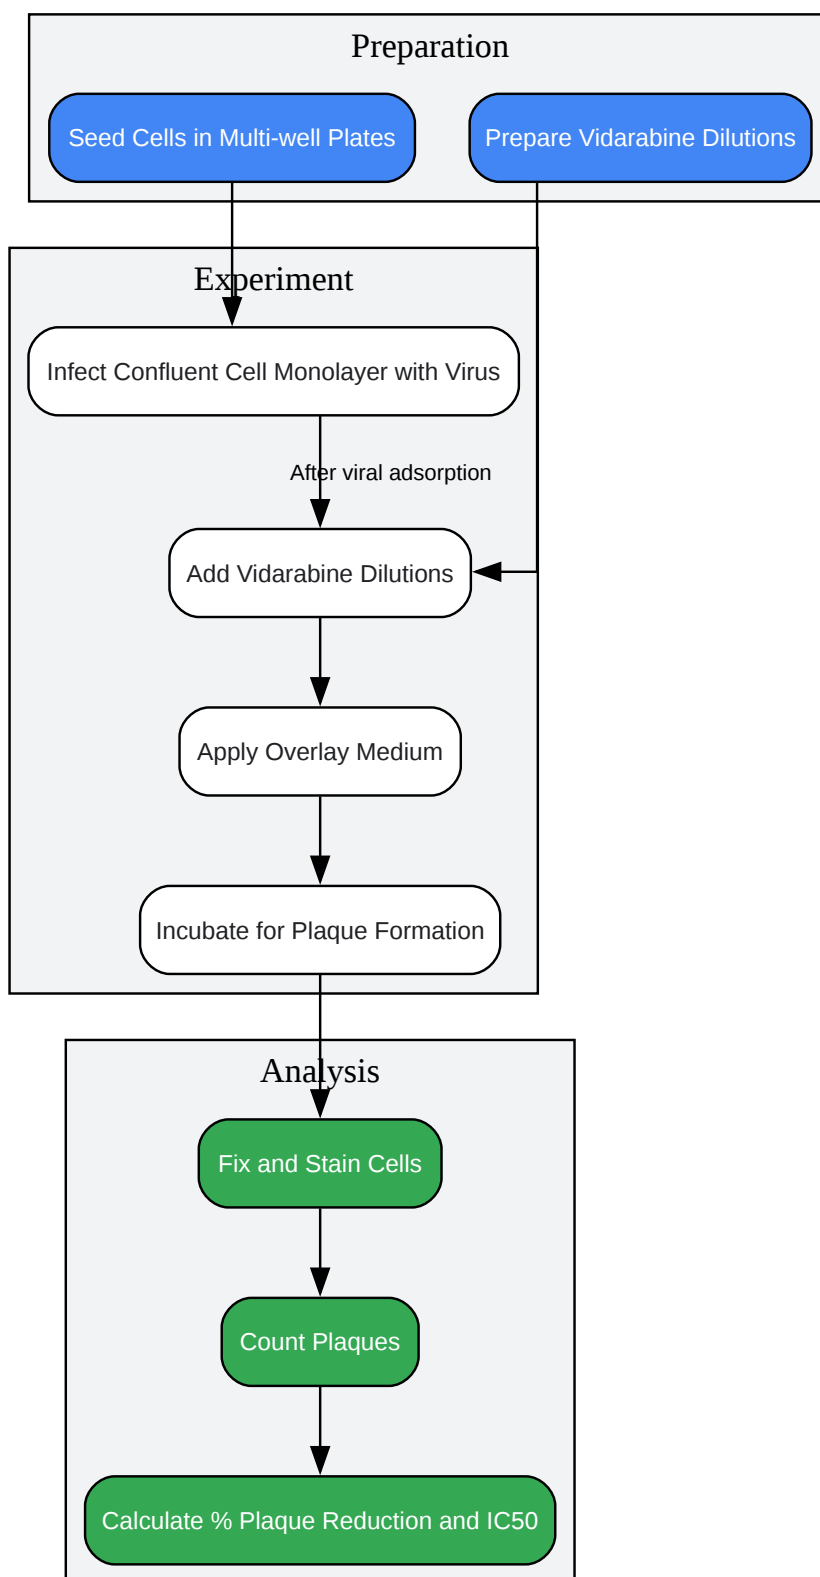 Preparation
Seed Cells in Multi-well Plates
Prepare Vidarabine Dilutions
Experiment
Infect Confluent Cell Monolayer with Virus
After viral adsorption
Add Vidarabine Dilutions
Apply Overlay Medium
Incubate for Plaque Formation
Analysis
Fix and Stain Cells
Count Plaques
Calculate % Plaque Reduction and IC50